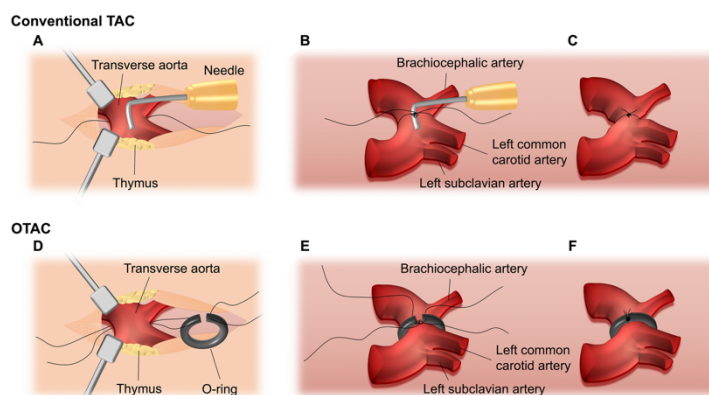 Conventional TAC
A
B
C
Transverse aorta
Needle
Brachiocephalic artery
Thymus
Left common
carotid artery
Left subclavian artery
OTAC
D
E
F
Transverse aorta
Brachiocephalic artery
Thymus
O-ring
Left common
carotid artery
Left subclavian artery